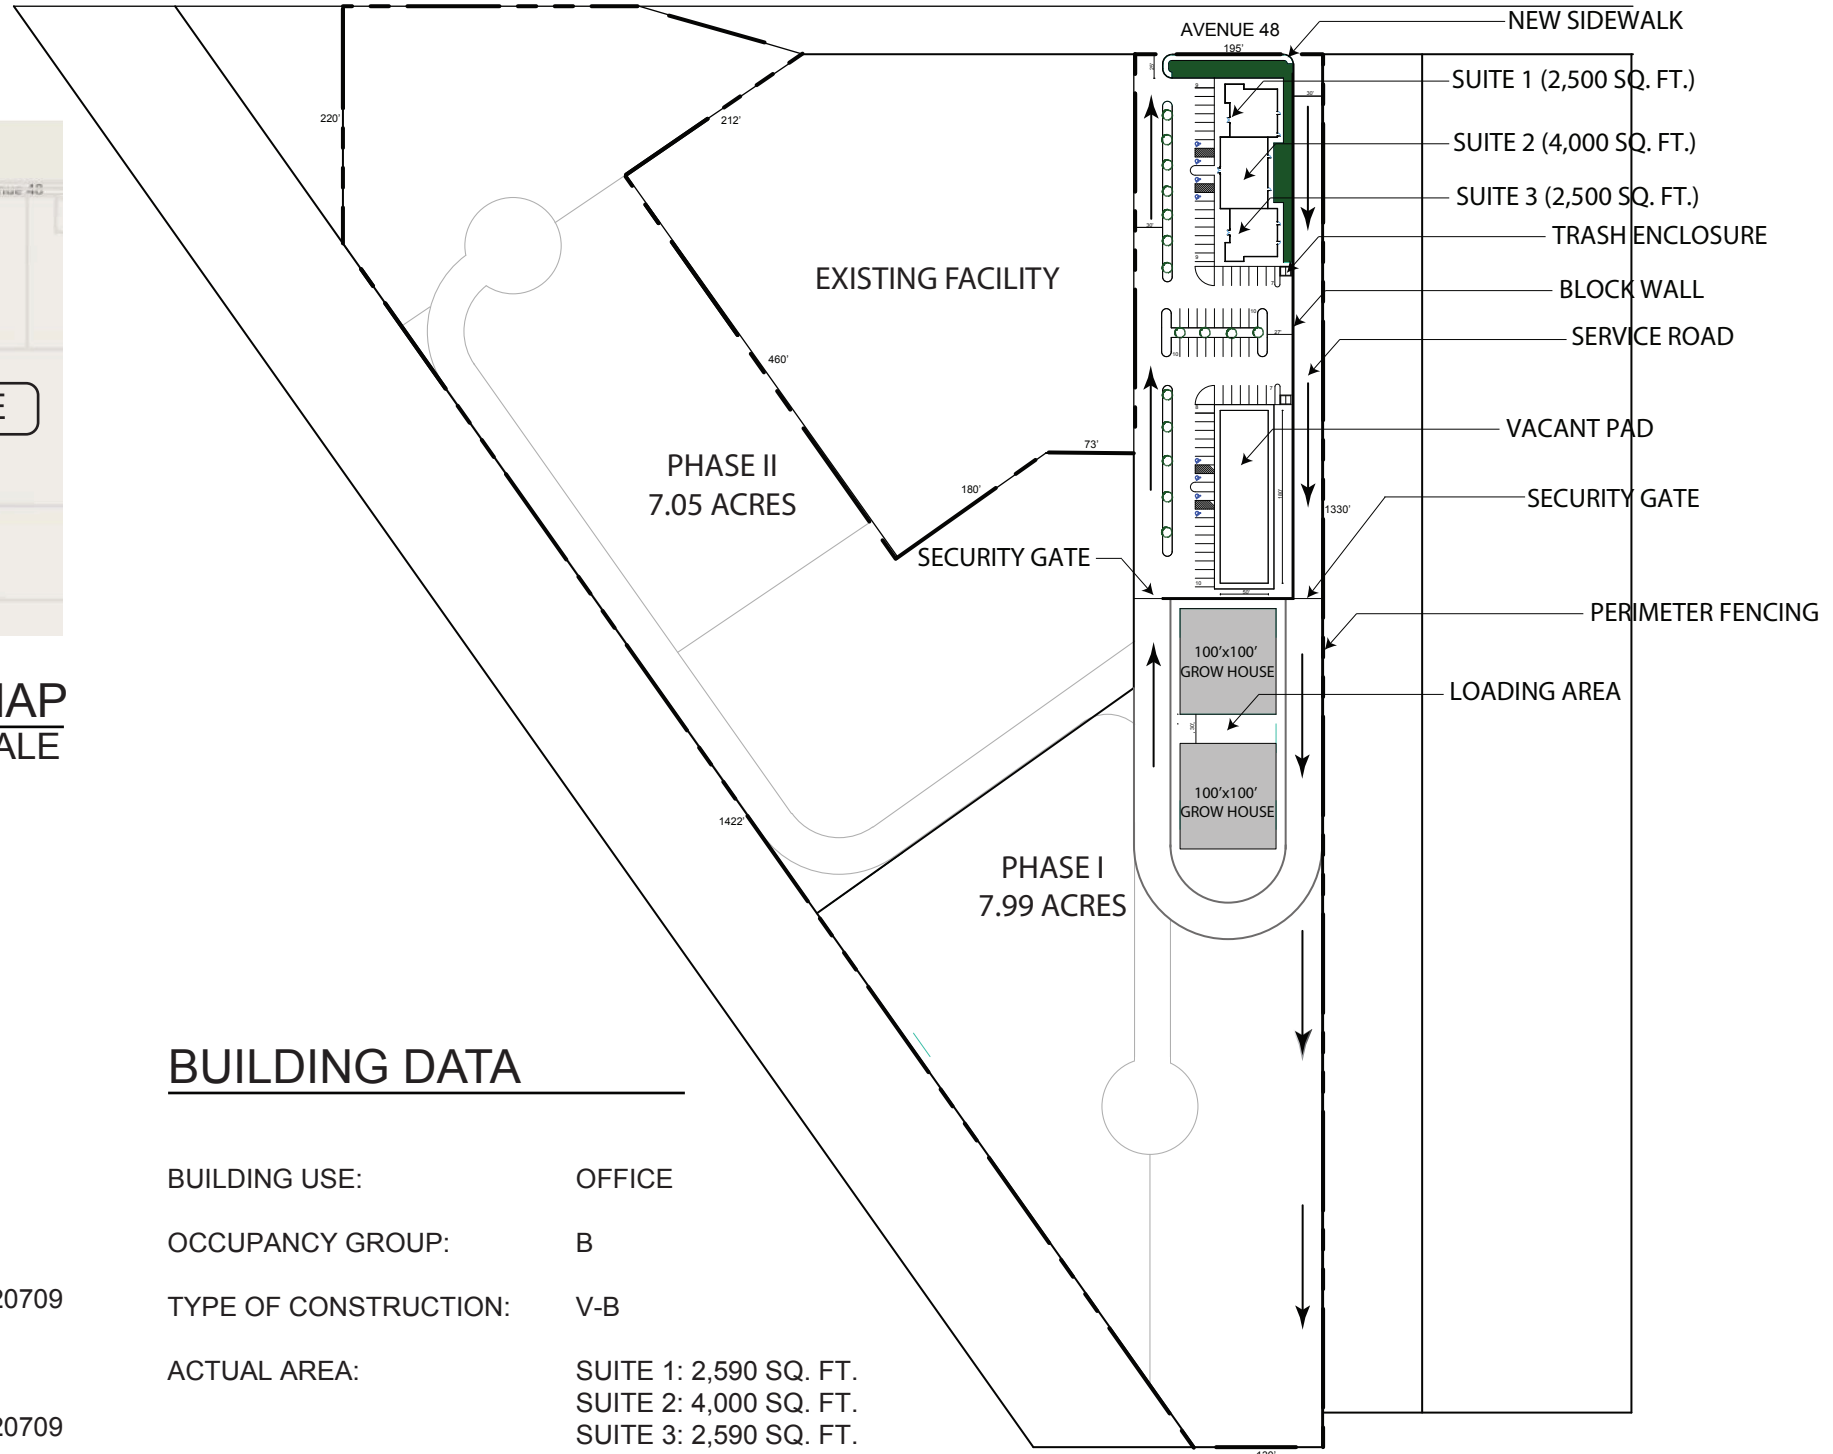 AVENUE 48
195'
NEW SIDEWALK
SUITE 1 (2,500 SQ. FT.)
SUITE 2 (4,000 SQ. FT.)
SUITE 3 (2,500 SQ. FT.)
TRASH ENCLOSURE
BLOCK WALL
SERVICE ROAD
VACANT PAD
SECURITY GATE
PERIMETER FENCING
LOADING AREA
220'
212'
30'
30'
EXISTING FACILITY
27'
460'
73'
180'
PHASE II
7.05 ACRES
1330'
SECURITY GATE
100'x100'
GROW HOUSE
30'
100'x100'
GROW HOUSE
1422'
PHASE I
7.99 ACRES
E
MAP
ALE
BUILDING DATA
BUILDING USE: OFFICE
OCCUPANCY GROUP: B
TYPE OF CONSTRUCTION: V-B
ACTUAL AREA: SUITE 1: 2,590 SQ. FT.
SUITE 2: 4,000 SQ. FT.
SUITE 3: 2,590 SQ. FT.
20709
20709